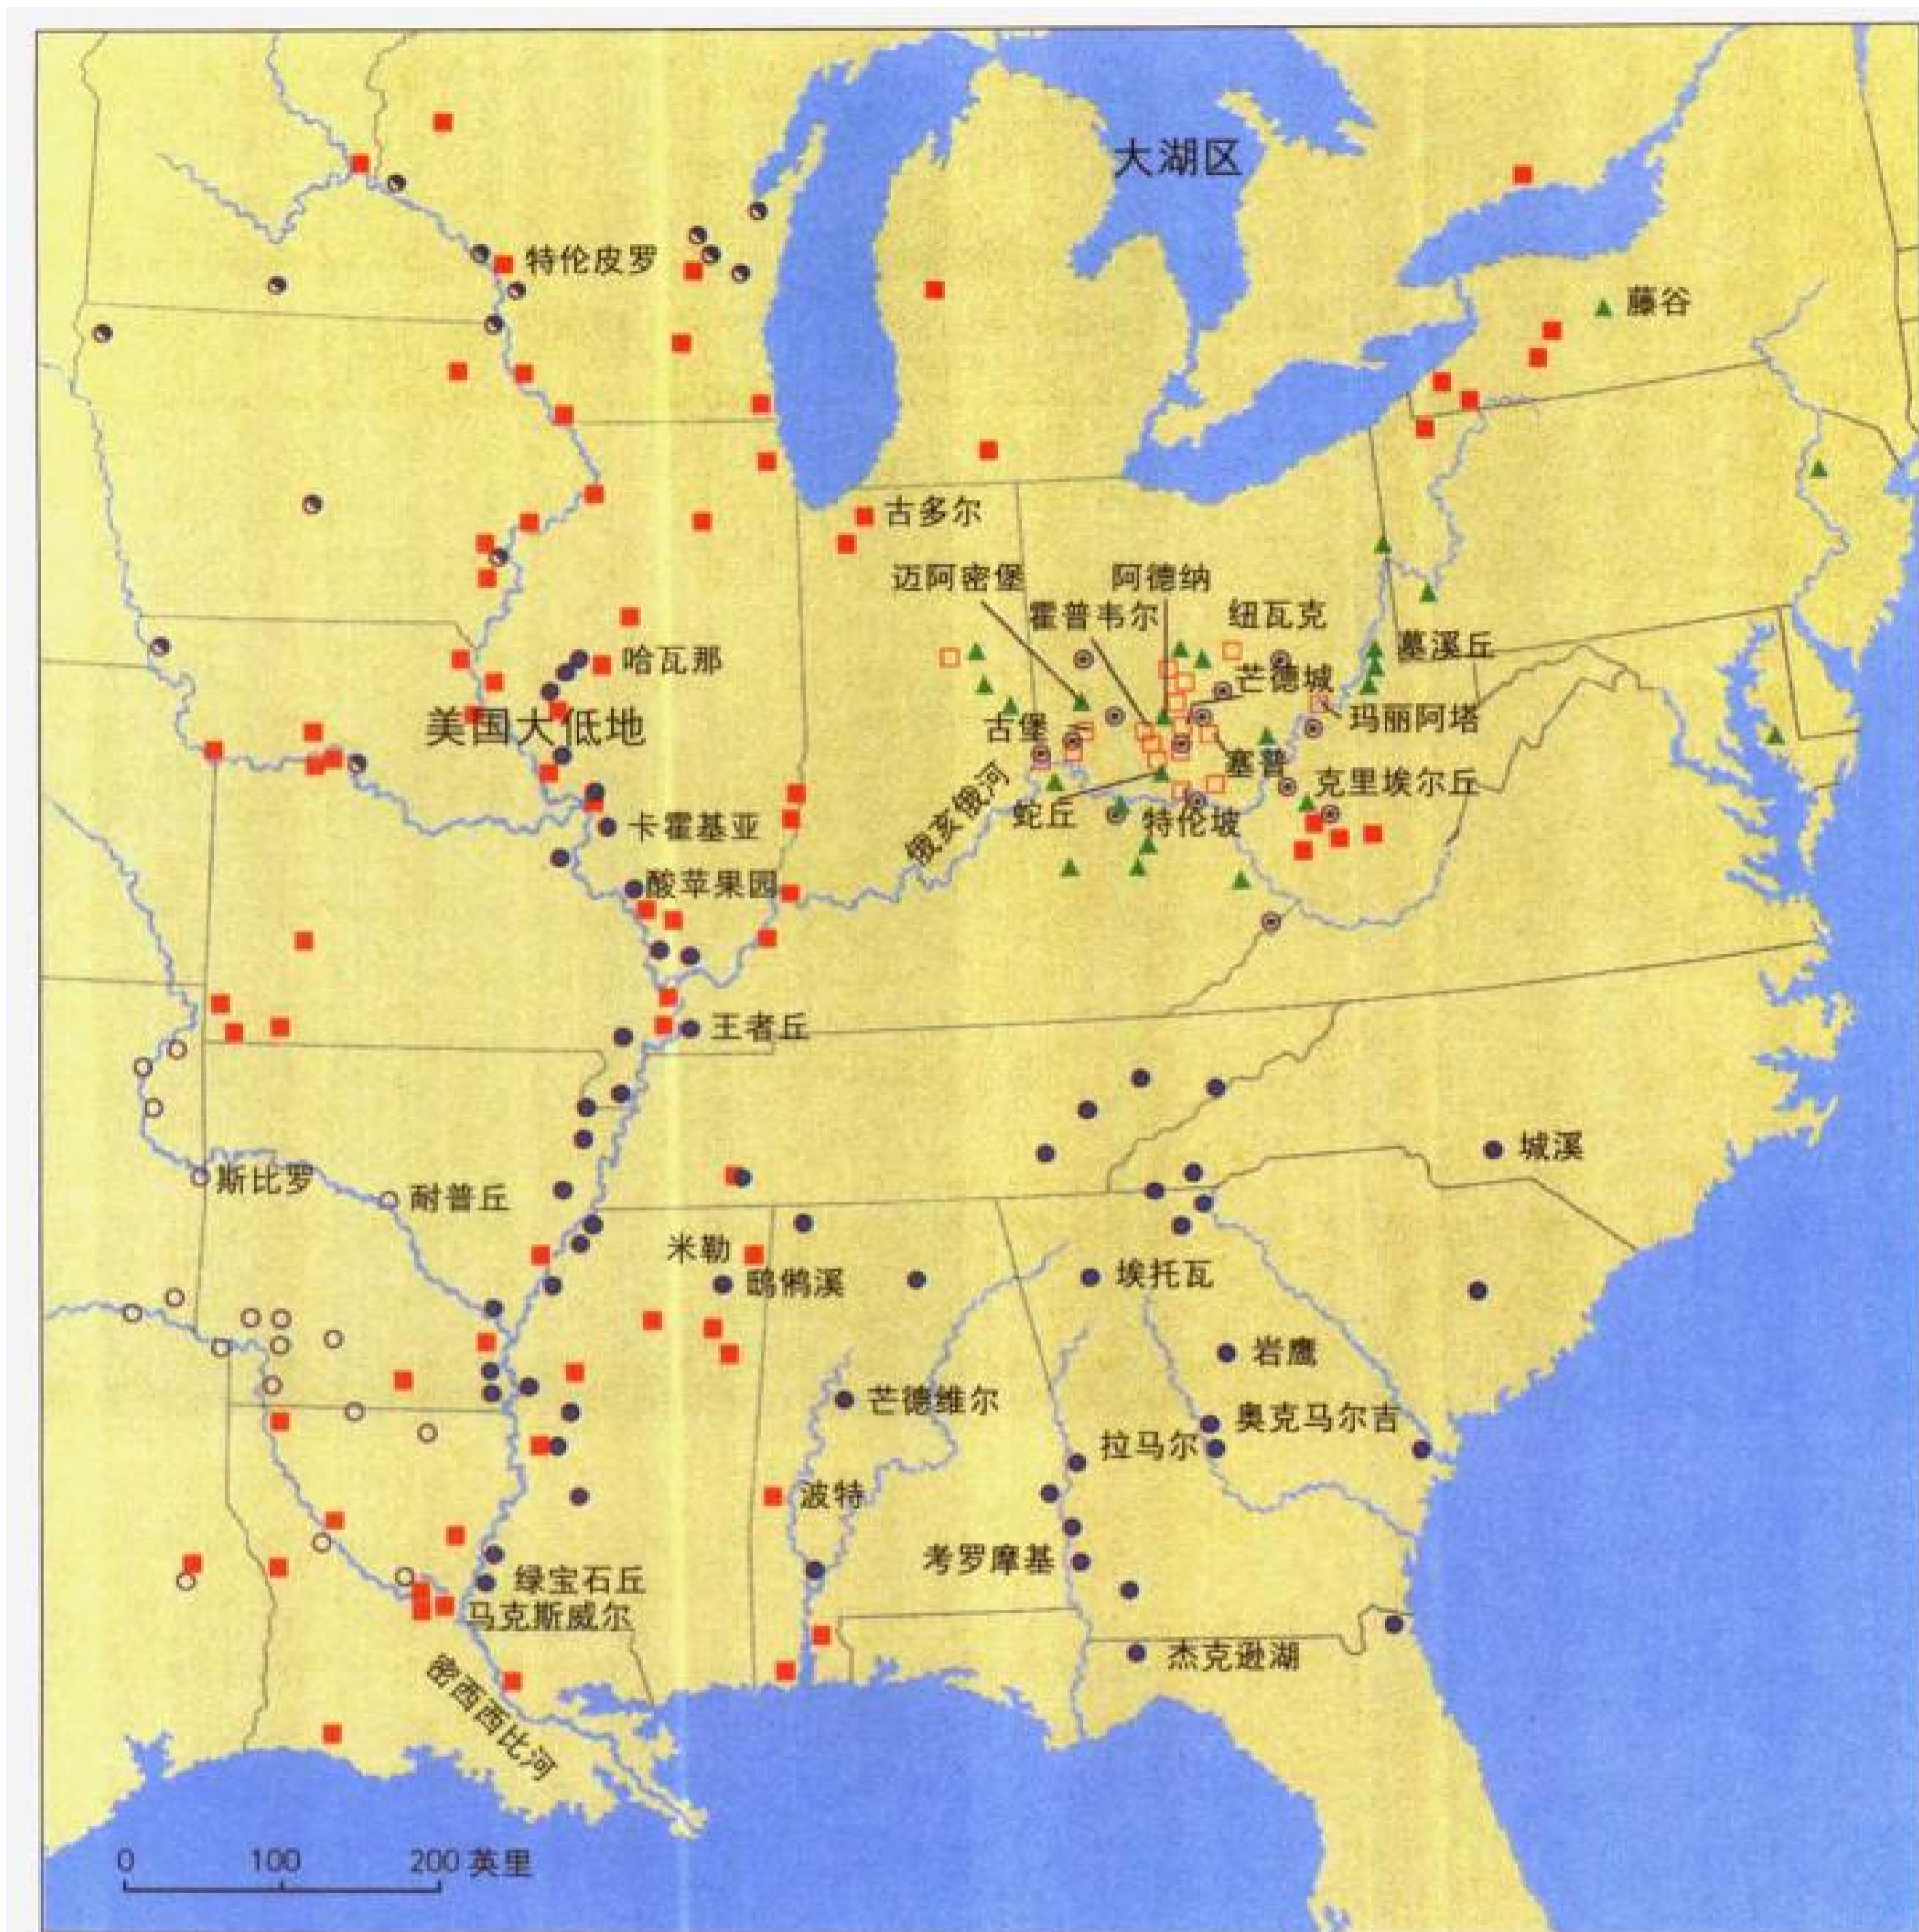 大湖区
特伦皮罗
藤谷
古多尔
迈阿密堡
阿德纳
霍普韦尔
纽瓦克
墓溪丘
哈瓦那
芒德城
美国大低地
古堡
玛丽阿塔
塞普
克里埃尔丘
俄亥俄河
蛇丘
特伦坡
卡霍基亚
酸苹果园
王者丘
城溪
斯比罗
耐普丘
米勒
鸱鸺溪
埃托瓦
岩鹰
芒德维尔
奥克马尔吉
拉马尔
波特
考罗摩基
绿宝石丘
马克斯威尔
杰克逊湖
密西西比河
0 100 200 英里